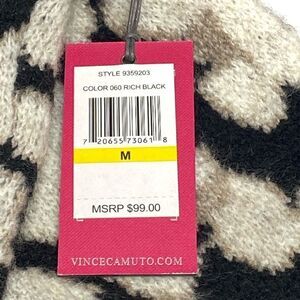 STYLE 9359203
COLOR 060 RICH BLACK
7 20655 73061 8
M
MSRP $99.00
VINCECAMUTO.COM